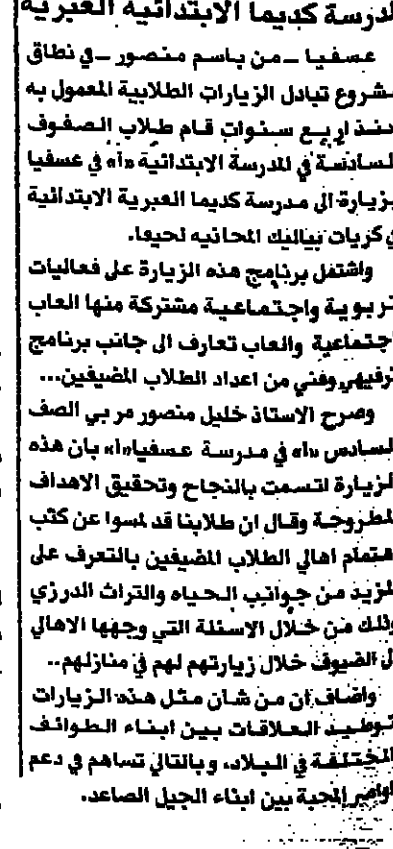 لمدرسة كديما الابتدائية العبرية
عسفيا ـ من باسم منصور ـ في نطاق
مشروع تبادل الزيارات الطلابية المعمول به
منذ اربع سنوات قام طلاب الصفوف
السادسة في المدرسة الابتدائية «أ» في عسفيا
بزيارة الى مدرسة كديما العبرية الابتدائية
في كريات بياليك المحانيه لحيفا.
واشتمل برنامج هذه الزيارة على فعاليات
تربوية واجتماعية مشتركة منها العاب
اجتماعية والعاب تعارف الى جانب برنامج
ترفيهي وفني من اعداد الطلاب المضيفين...
وصرح الاستاذ خليل منصور مربي الصف
السادس «ا» في مدرسة عسفيا«ا» بان هذه
الزيارة اتسمت بالنجاح وتحقيق الاهداف
المطروحة وقال ان طلابنا قد لمسوا عن كثب
اهتمام اهالي الطلاب المضيفين بالتعرف على
المزيد من جوانب الحياه والتراث الدرزي
وذلك من خلال الاسئلة التي وجهها الاهالي
الى الضيوف خلال زيارتهم لهم في منازلهم..
واضاف ان من شأن مثل هذه الزيارات
توطيد العلاقات بين ابناء الطوائف
المختلفة في البلاد، وبالتالي تساهم في دعم
اواصر المحبة بين ابناء الجيل الصاعد.